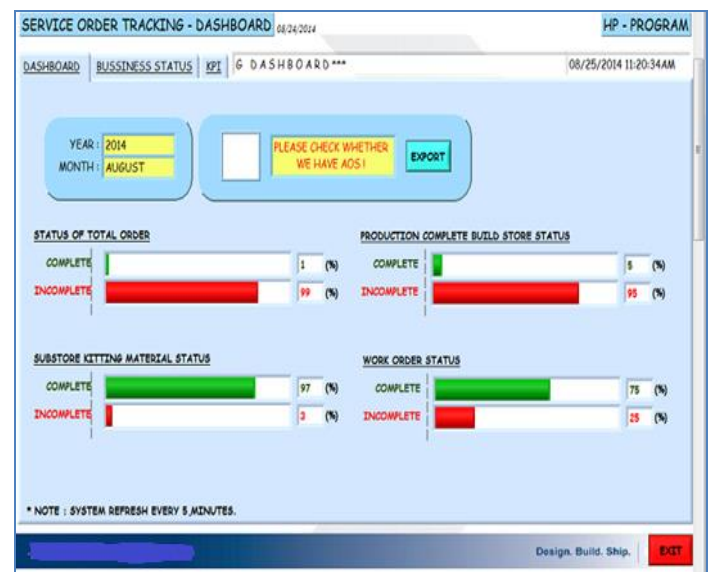 SERVICE ORDER TRACKING - DASHBOARD 08/24/2014
HP - PROGRAM
DASHBOARD BUSSINESS STATUS KPI G DASHBOARD*** 08/25/2014 11:20:34AM
YEAR : 2014
MONTH : AUGUST
PLEASE CHECK WHETHER
WE HAVE AOS !
EXPORT
STATUS OF TOTAL ORDER
COMPLETE 1 (%)
INCOMPLETE 99 (%)
PRODUCTION COMPLETE BUILD STORE STATUS
COMPLETE 5 (%)
INCOMPLETE 95 (%)
SUBSTORE KITTING MATERIAL STATUS
COMPLETE 97 (%)
INCOMPLETE 3 (%)
WORK ORDER STATUS
COMPLETE 75 (%)
INCOMPLETE 25 (%)
* NOTE : SYSTEM REFRESH EVERY 5 MINUTES.
Design. Build. Ship.
EXIT